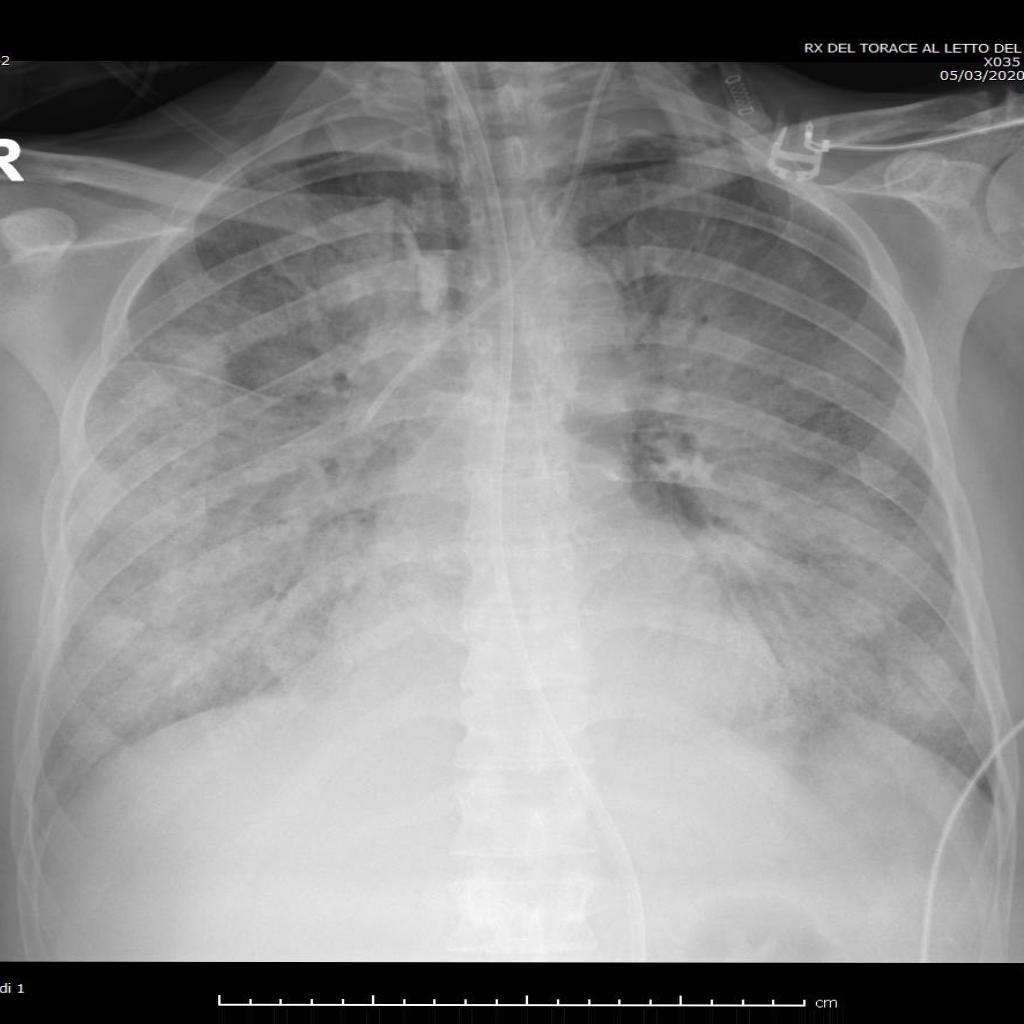 RX DEL TORACE AL LETTO DEL
2
X035
05/03/2020
R
di 1
cm